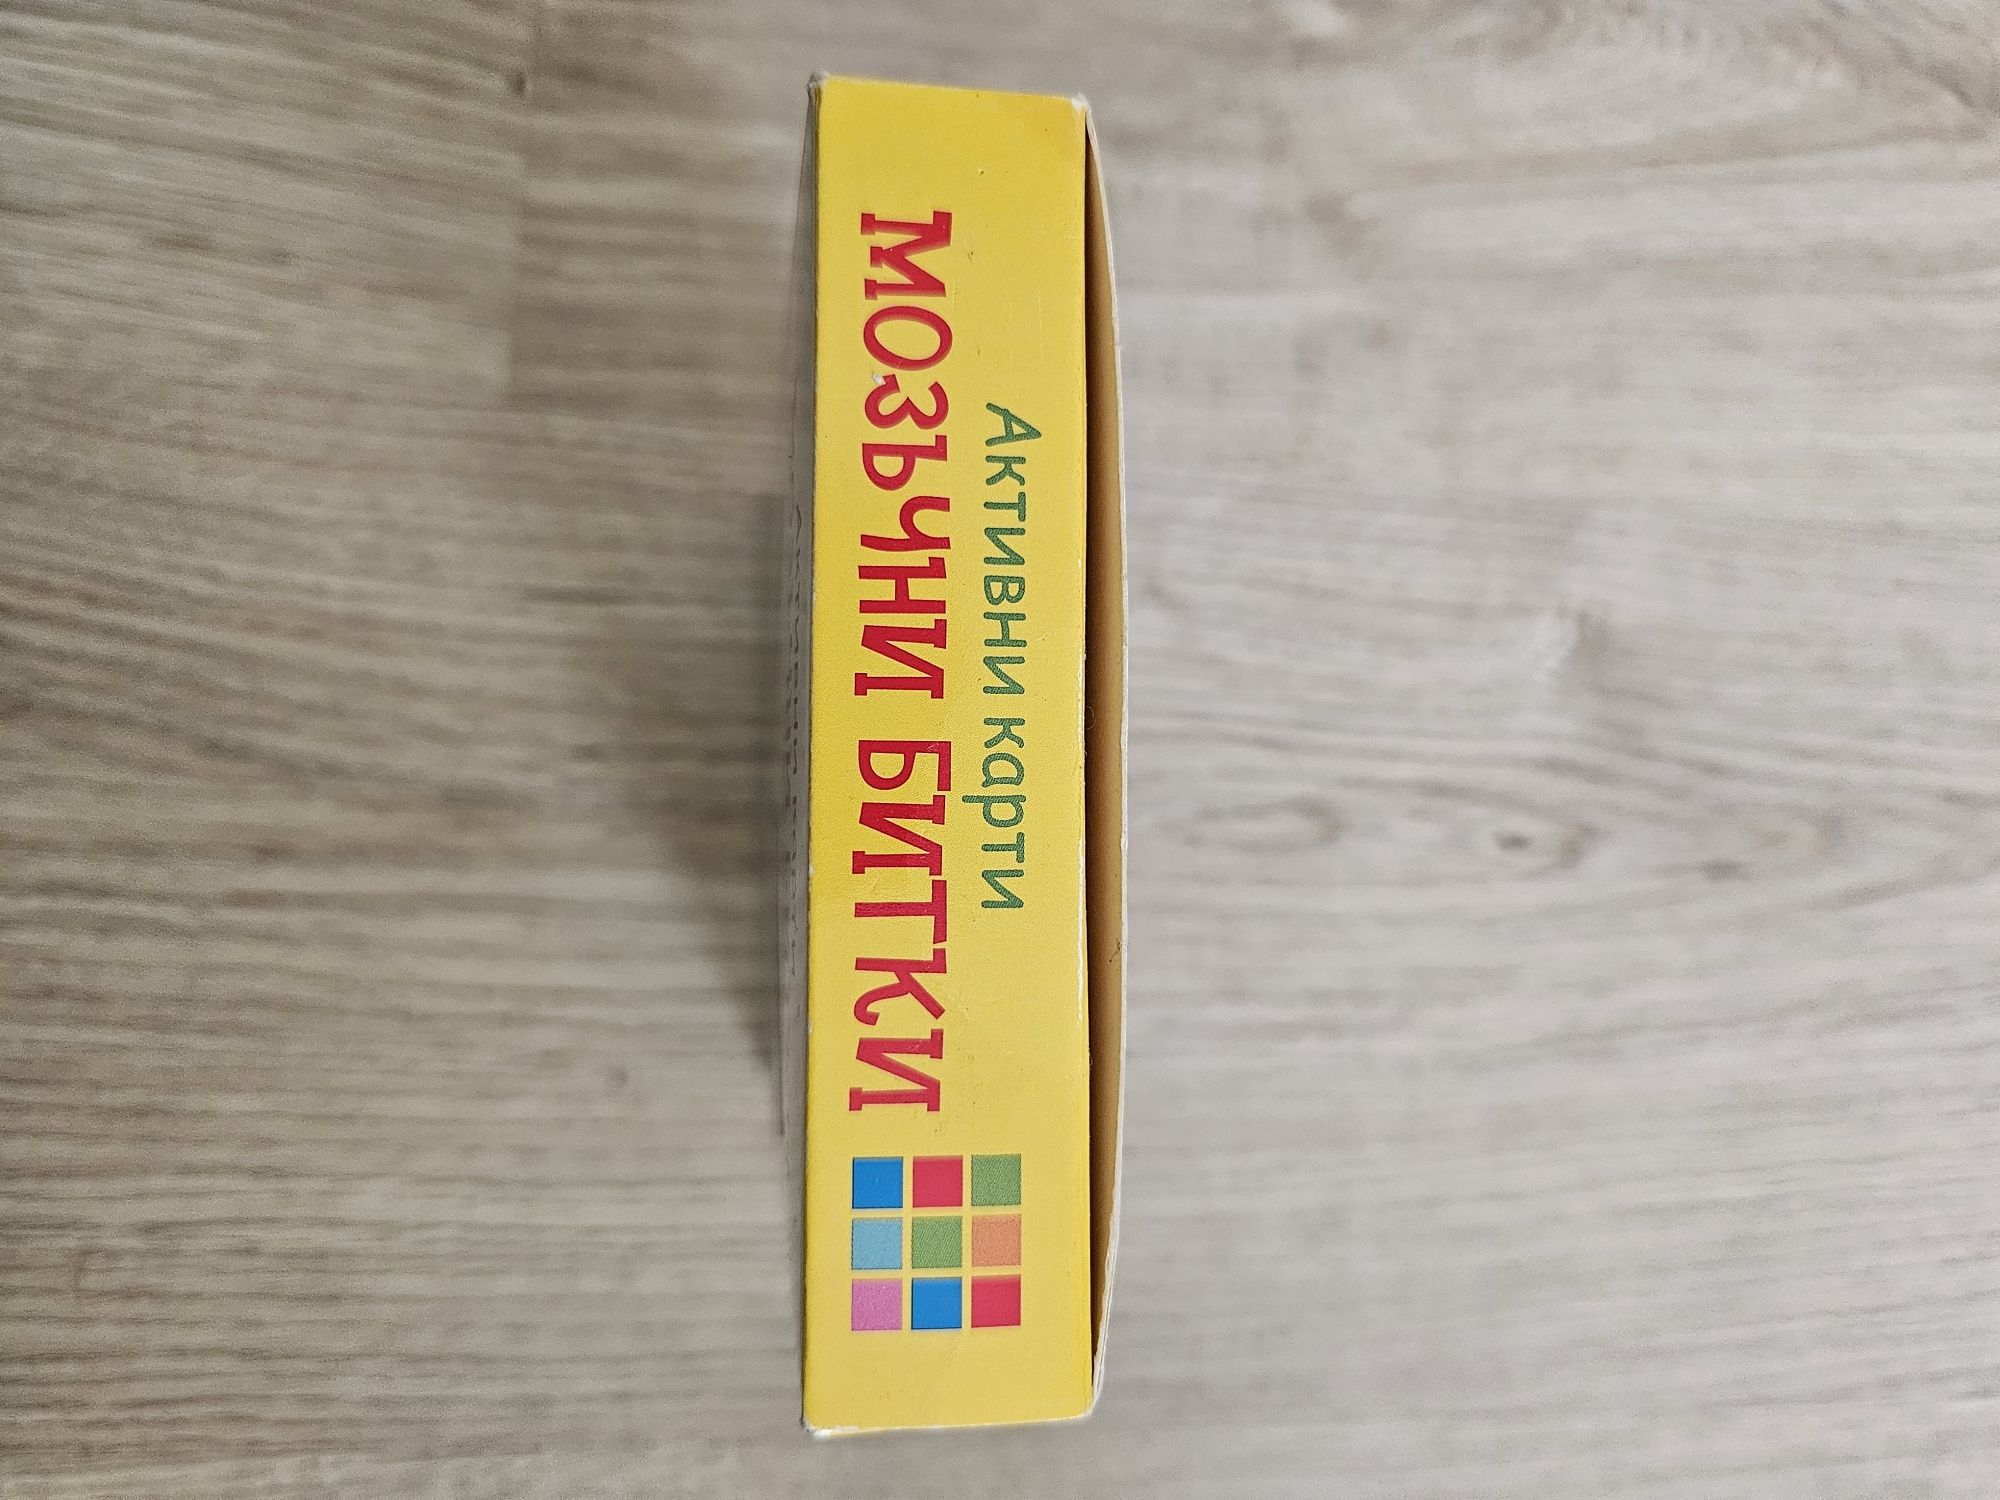 Активни карти
МОЗЪЧНИ БИТКИ